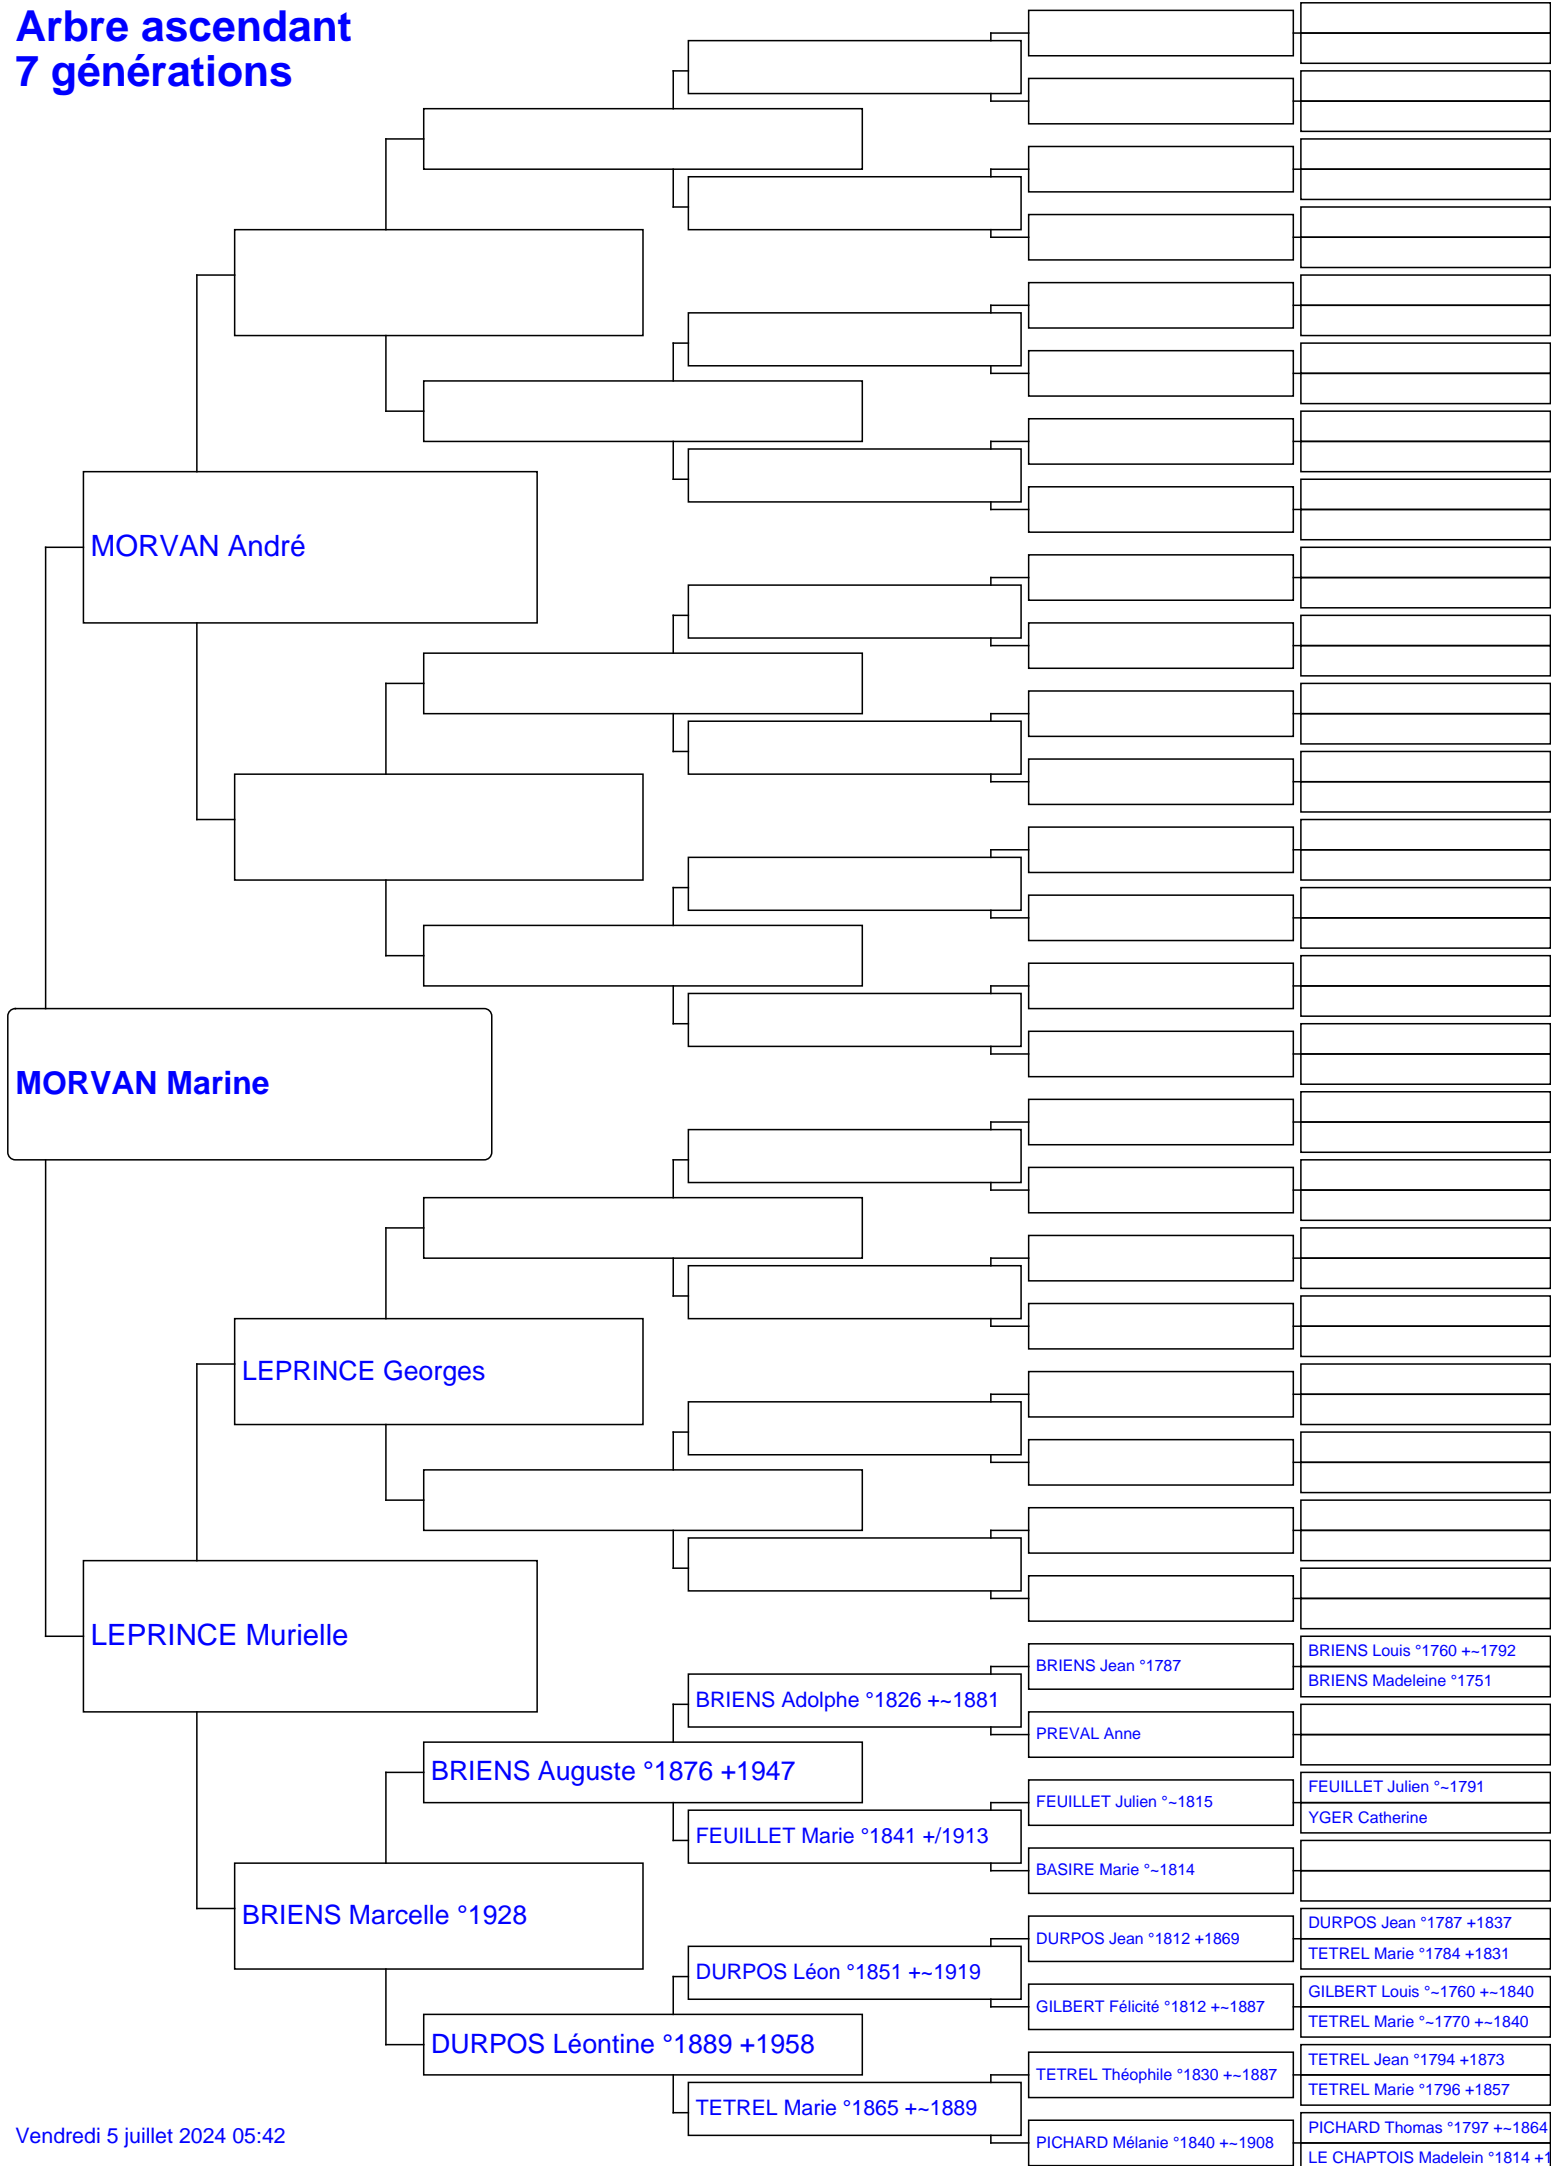 Arbre ascendant
7 générations
MORVAN André
MORVAN Marine
LEPRINCE Georges
LEPRINCE Murielle
BRIENS Louis °1760 +~1792
BRIENS Jean °1787
BRIENS Madeleine °1751
BRIENS Adolphe °1826 +~1881
PREVAL Anne
BRIENS Auguste °1876 +1947
FEUILLET Julien °~1791
FEUILLET Julien °~1815
YGER Catherine
FEUILLET Marie °1841 +/1913
BASIRE Marie °~1814
BRIENS Marcelle °1928
DURPOS Jean °1787 +1837
DURPOS Jean °1812 +1869
TETREL Marie °1784 +1831
DURPOS Léon °1851 +~1919
GILBERT Louis °~1760 +~1840
GILBERT Félicité °1812 +~1887
TETREL Marie °~1770 +~1840
DURPOS Léontine °1889 +1958
TETREL Jean °1794 +1873
TETREL Théophile °1830 +~1887
TETREL Marie °1796 +1857
TETREL Marie °1865 +~1889
PICHARD Thomas °1797 +~1864
PICHARD Mélanie °1840 +~1908
LE CHAPTOIS Madelein °1814 +1
Vendredi 5 juillet 2024 05:42